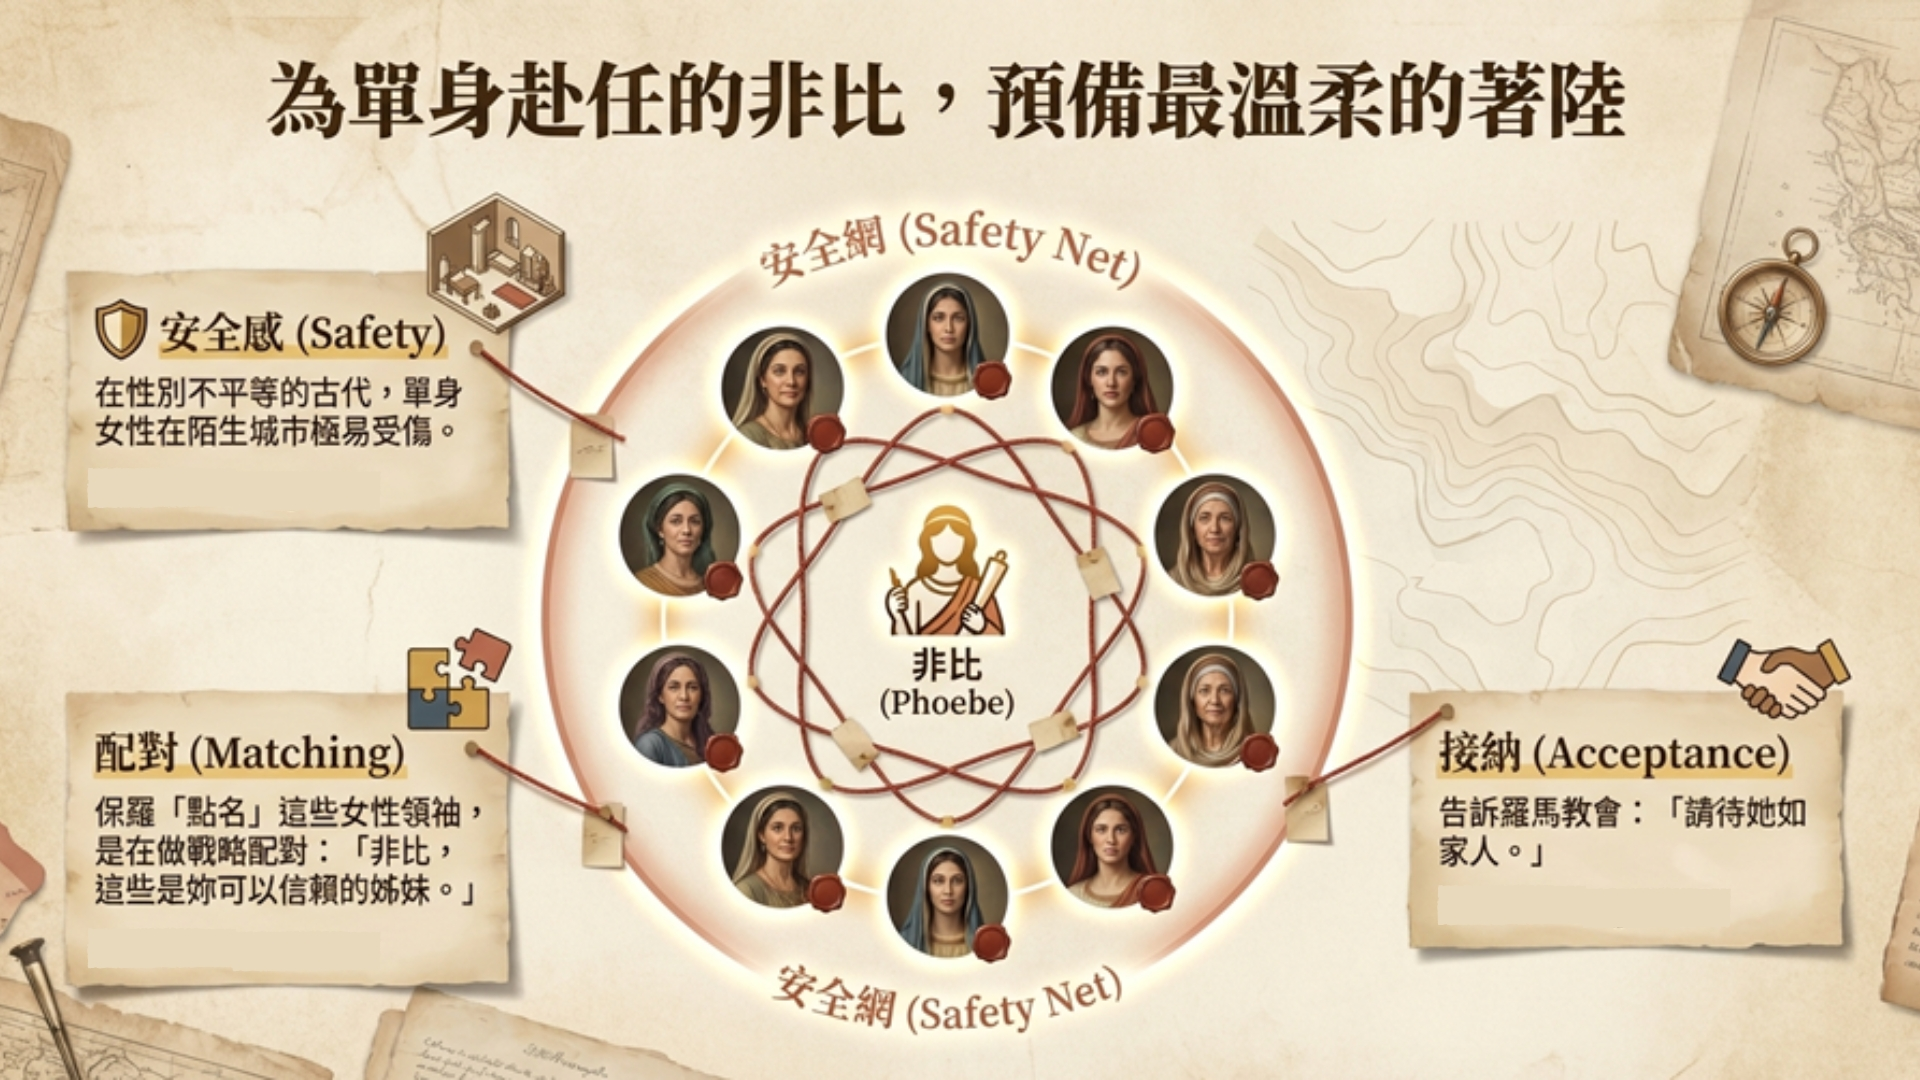 為單身赴任的非比，預備最溫柔的著陸
安全網 (Safety Net)
安全感 (Safety)
在性別不平等的古代，單身
女性在陌生城市極易受傷。
非比
(Phoebe)
配對 (Matching)
保羅「點名」這些女性領袖，
是在做戰略配對：「非比，
這些是妳可以信賴的姊妹。」
接納 (Acceptance)
告訴羅馬教會：「請待她如
家人。」
安全網 (Safety Net)